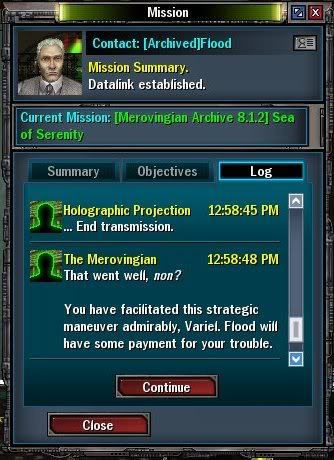 Mission
Contact: [Archived]Flood
Mission Summary.
Datalink established.
Current Mission: [Merovingian Archive 8.1.2] Sea
of Serenity
Summary Objectives Log
Holographic Projection 12:58:45 PM
... End transmission.
The Merovingian 12:58:48 PM
That went well, non?
You have facilitated this strategic
maneuver admirably, Variel. Flood will
have some payment for your trouble.
Continue
Close